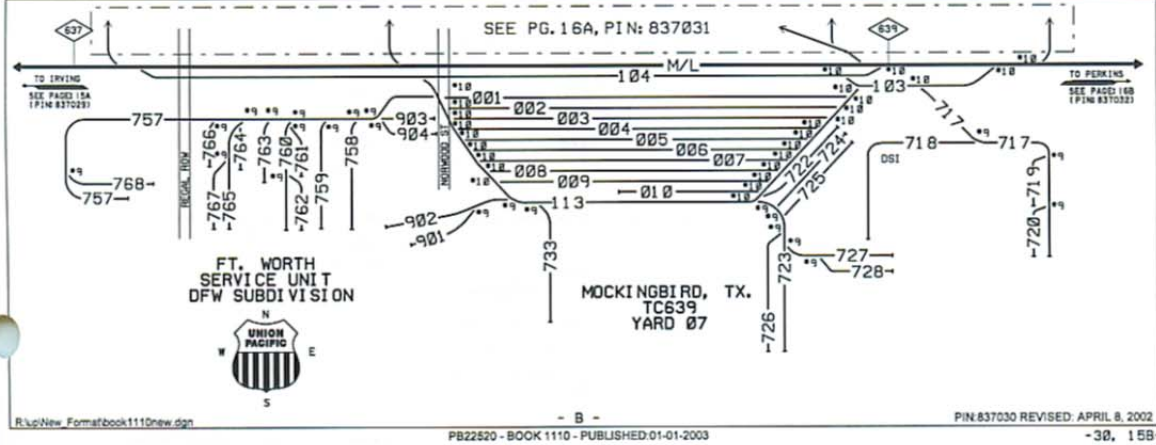 637
SEE PG.16A, PIN: 837031
639
M/L
104
TO IRVING
SEE PAGE:15A
(PIN:837029)
TO PERKINS
SEE PAGE:16B
(PIN:837032)
103
001
002
003
004
005
006
007
008
009
010
113
757
903
904
766
764
763
760
761
758
759
762
767
765
768
757
REGAL ROW
NORWOOD ST
717
718
717
DSI
719
720
722
724
725
902
901
733
723
726
727
728
FT. WORTH
SERVICE UNIT
DFW SUBDIVISION
N
W
E
S
UNION
PACIFIC
MOCKINGBIRD, TX.
TC639
YARD 07
R:\up\New_Format\book1110new.dgn
- B -
PIN:837030 REVISED: APRIL 8, 2002
PB22520 - BOOK 1110 - PUBLISHED:01-01-2003
-30, 15B